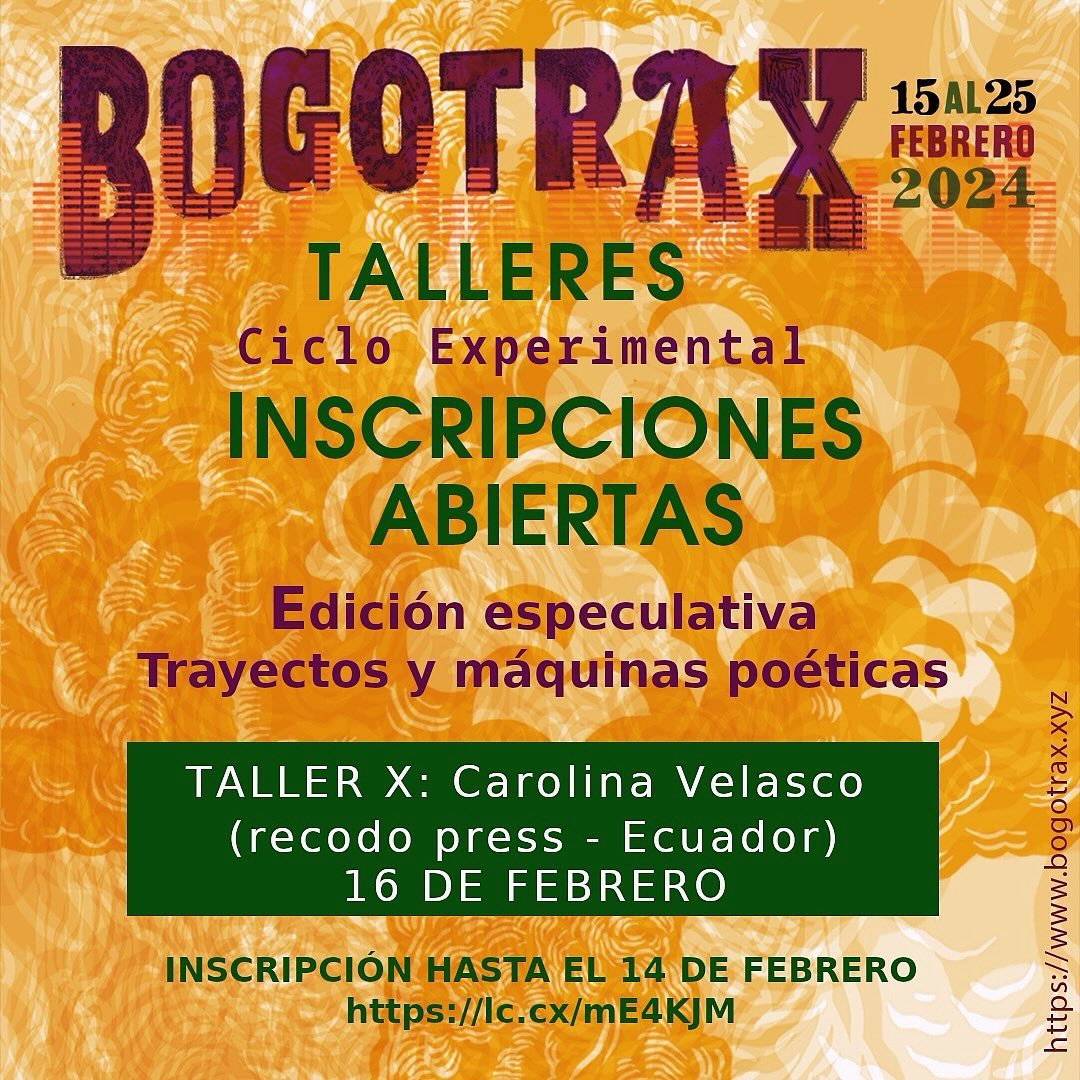 BOGOTRAX
15 AL 25
FEBRERO
2024
TALLERES
Ciclo Experimental
INSCRIPCIONES
ABIERTAS
Edición especulativa
Trayectos y máquinas poéticas
TALLER X: Carolina Velasco
(recodo press - Ecuador)
16 DE FEBRERO
INSCRIPCIÓN HASTA EL 14 DE FEBRERO
https://lc.cx/mE4KJM
https://www.bogotrax.xyz